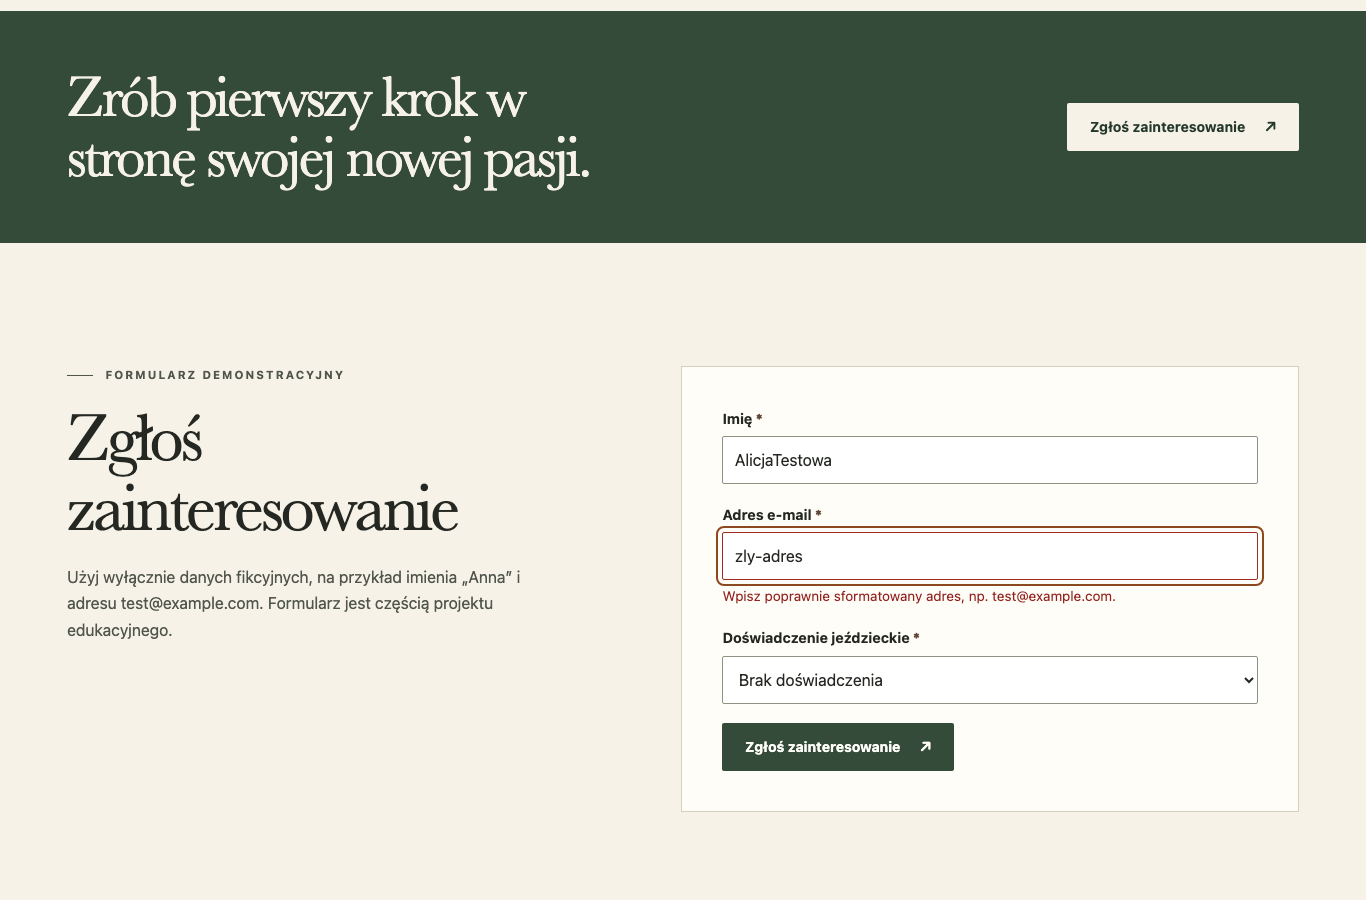 Zrób pierwszy krok w
stronę swojej nowej pasji.
Zgłoś zainteresowanie
FORMULARZ DEMONSTRACYJNY
Zgłoś
zainteresowanie
Użyj wyłącznie danych fikcyjnych, na przykład imienia „Anna” i
adresu test@example.com. Formularz jest częścią projektu
edukacyjnego.
Imię *
AlicjaTestowa
Adres e-mail *
zly-adres
Wpisz poprawnie sformatowany adres, np. test@example.com.
Doświadczenie jeździeckie *
Brak doświadczenia
Zgłoś zainteresowanie